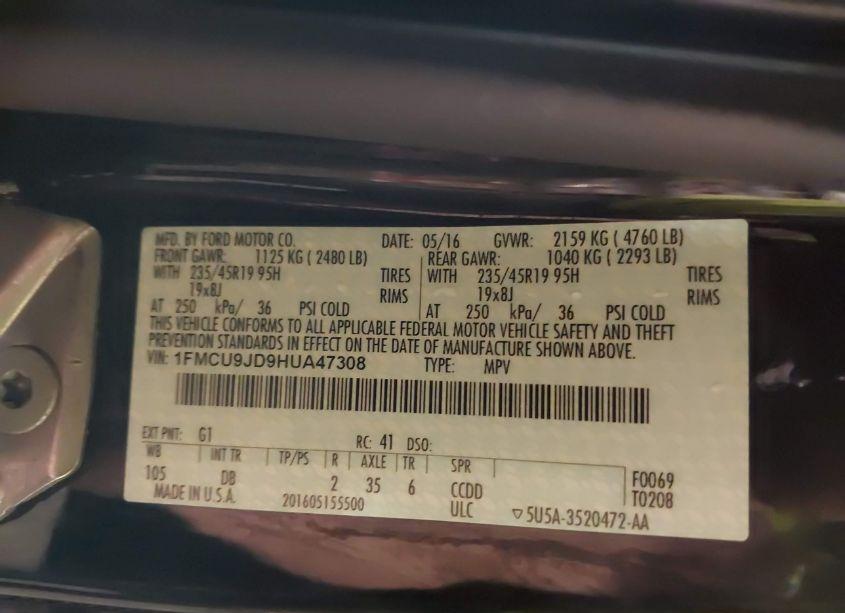 MFD. BY FORD MOTOR CO. DATE: 05/16 GVWR: 2159 KG ( 4760 LB)
FRONT GAWR: 1125 KG ( 2480 LB) REAR GAWR: 1040 KG ( 2293 LB)
WITH 235/45R19 95H TIRES WITH 235/45R19 95H TIRES
19x8J RIMS 19x8J RIMS
AT 250 kPa/ 36 PSI COLD AT 250 kPa/ 36 PSI COLD
THIS VEHICLE CONFORMS TO ALL APPLICABLE FEDERAL MOTOR VEHICLE SAFETY AND THEFT
PREVENTION STANDARDS IN EFFECT ON THE DATE OF MANUFACTURE SHOWN ABOVE.
VIN: 1FMCU9JD9HUA47308 TYPE: MPV
EXT PNT: G1 RC: 41 DSO:
WB INT TR TP/PS R AXLE TR SPR F0069
105 DB 2 35 6 CCDD T0208
MADE IN U.S.A. 201605155500 ULC ▽5U5A-3520472-AA